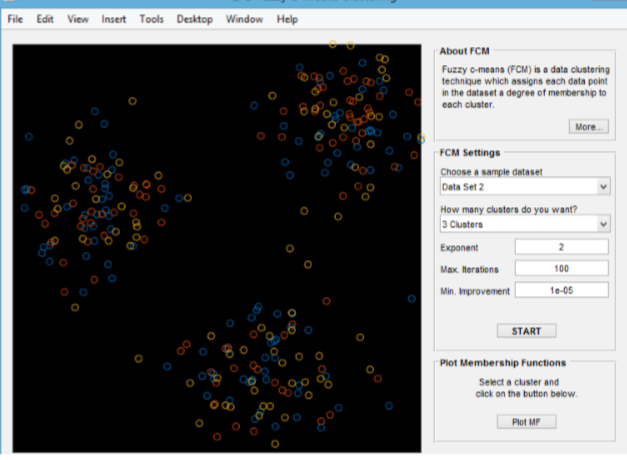 File Edit View Insert Tools Desktop Window Help
About FCM
Fuzzy c-means (FCM) is a data clustering
technique which assigns each data point
in the dataset a degree of membership to
each cluster.
More...
FCM Settings
Choose a sample dataset
Data Set 2
How many clusters do you want?
3 Clusters
Exponent 2
Max. Iterations 100
Min. Improvement 1e-05
START
Plot Membership Functions
Select a cluster and
click on the button below.
Plot MF